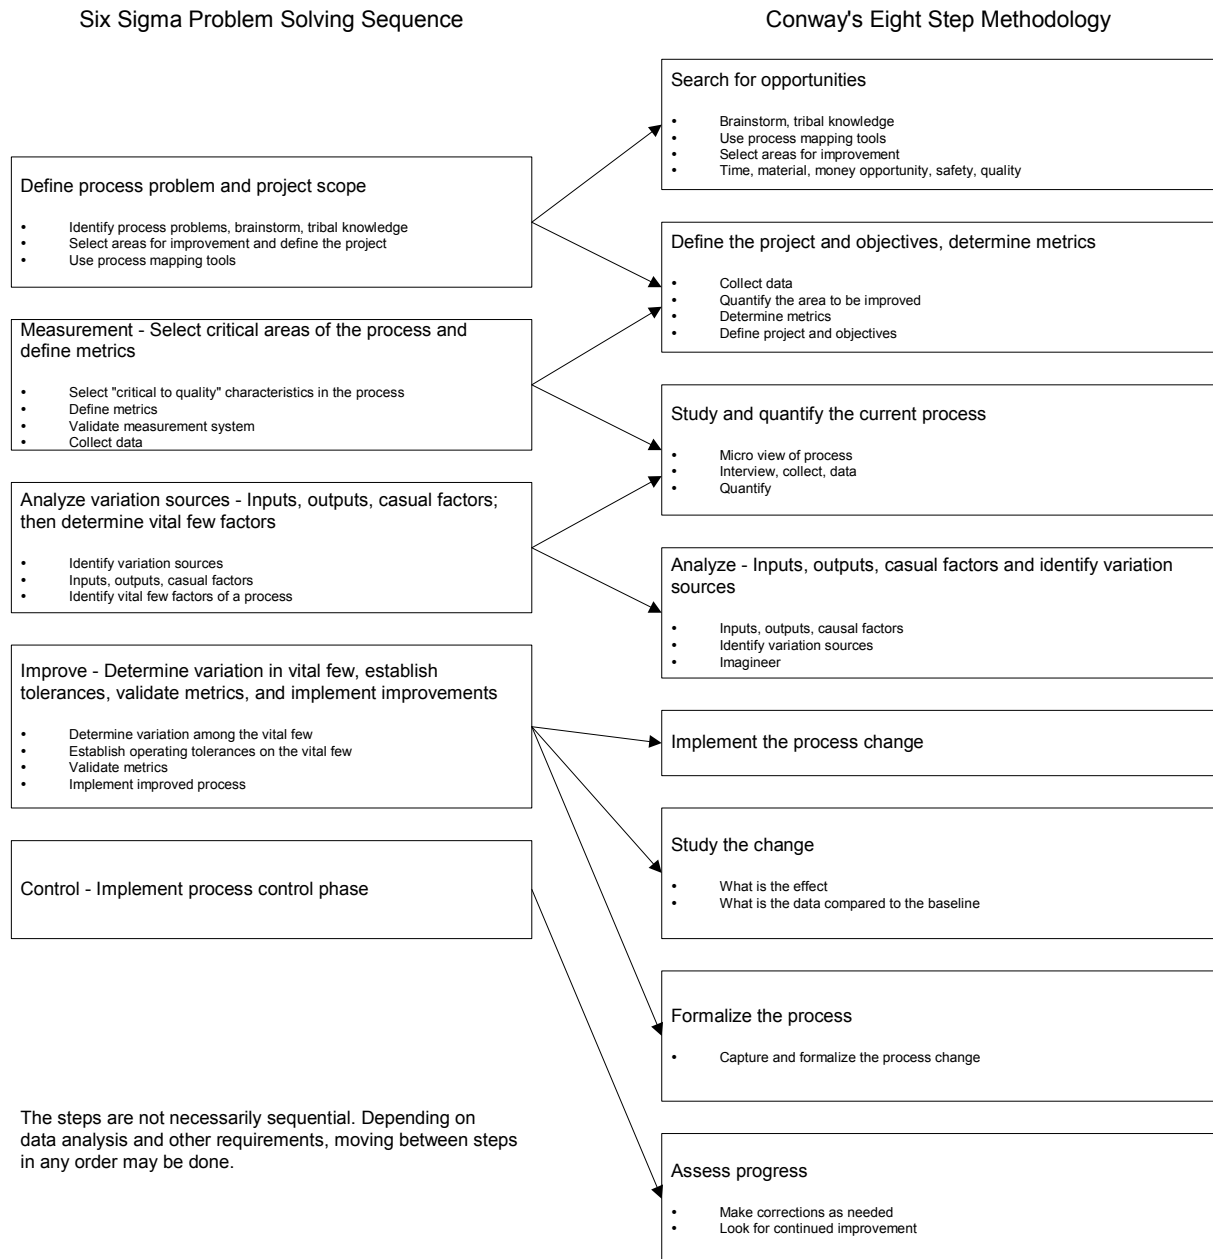 Six Sigma Problem Solving Sequence
Define process problem and project scope
• Identify process problems, brainstorm, tribal knowledge
• Select areas for improvement and define the project
• Use process mapping tools
Measurement - Select critical areas of the process and
define metrics
• Select "critical to quality" characteristics in the process
• Define metrics
• Validate measurement system
• Collect data
Analyze variation sources - Inputs, outputs, casual factors;
then determine vital few factors
• Identify variation sources
• Inputs, outputs, casual factors
• Identify vital few factors of a process
Improve - Determine variation in vital few, establish
tolerances, validate metrics, and implement improvements
• Determine variation among the vital few
• Establish operating tolerances on the vital few
• Validate metrics
• Implement improved process
Control - Implement process control phase
The steps are not necessarily sequential. Depending on
data analysis and other requirements, moving between steps
in any order may be done.
Conway's Eight Step Methodology
Search for opportunities
• Brainstorm, tribal knowledge
• Use process mapping tools
• Select areas for improvement
• Time, material, money opportunity, safety, quality
Define the project and objectives, determine metrics
• Collect data
• Quantify the area to be improved
• Determine metrics
• Define project and objectives
Study and quantify the current process
• Micro view of process
• Interview, collect, data
• Quantify
Analyze - Inputs, outputs, casual factors and identify variation
sources
• Inputs, outputs, causal factors
• Identify variation sources
• Imagineer
Implement the process change
Study the change
• What is the effect
• What is the data compared to the baseline
Formalize the process
• Capture and formalize the process change
Assess progress
• Make corrections as needed
• Look for continued improvement